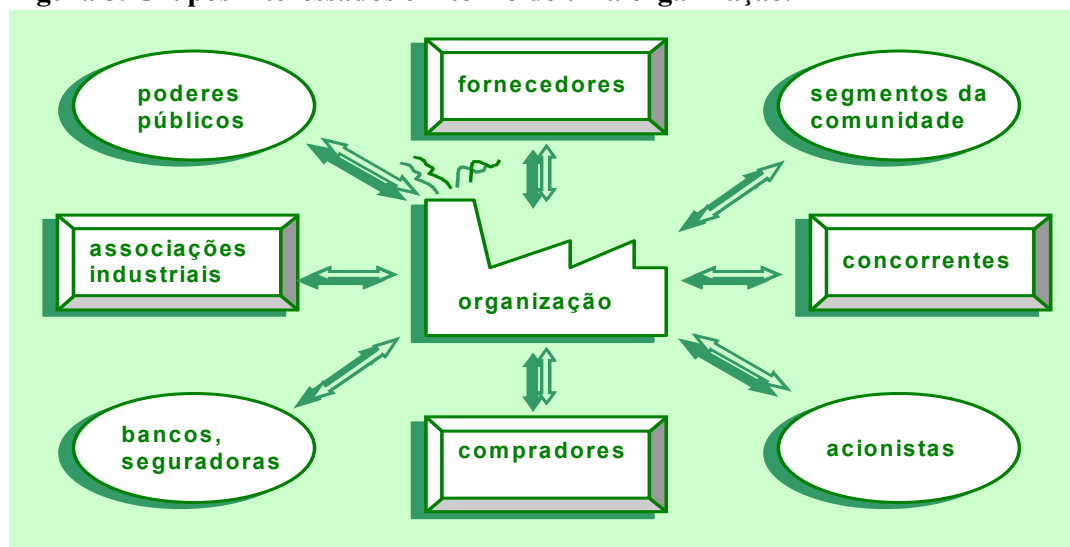 poderes
públicos
fornecedores
segmentos da
comunidade
associações
industriais
organização
concorrentes
bancos,
seguradoras
compradores
acionistas